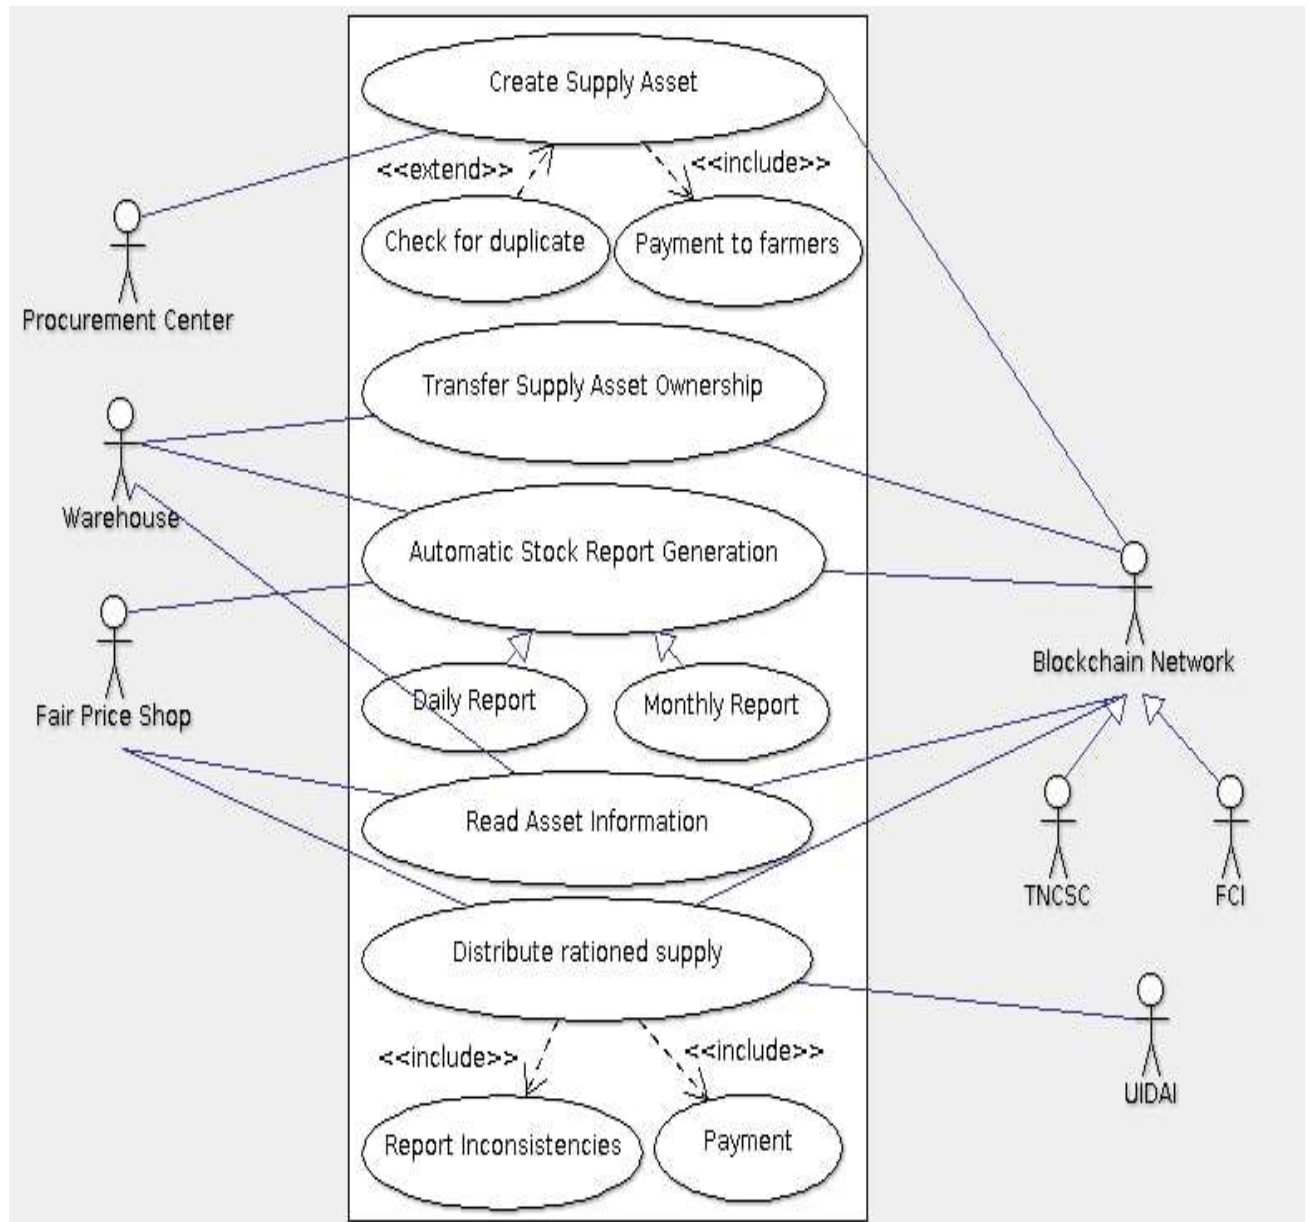 Create Supply Asset
<<extend>>
<<include>>
Check for duplicate
Payment to farmers
Procurement Center
Transfer Supply Asset Ownership
Warehouse
Automatic Stock Report Generation
Blockchain Network
Daily Report
Monthly Report
Fair Price Shop
Read Asset Information
TNCSC
FCI
Distribute rationed supply
<<include>>
<<include>>
UIDAI
Report Inconsistencies
Payment